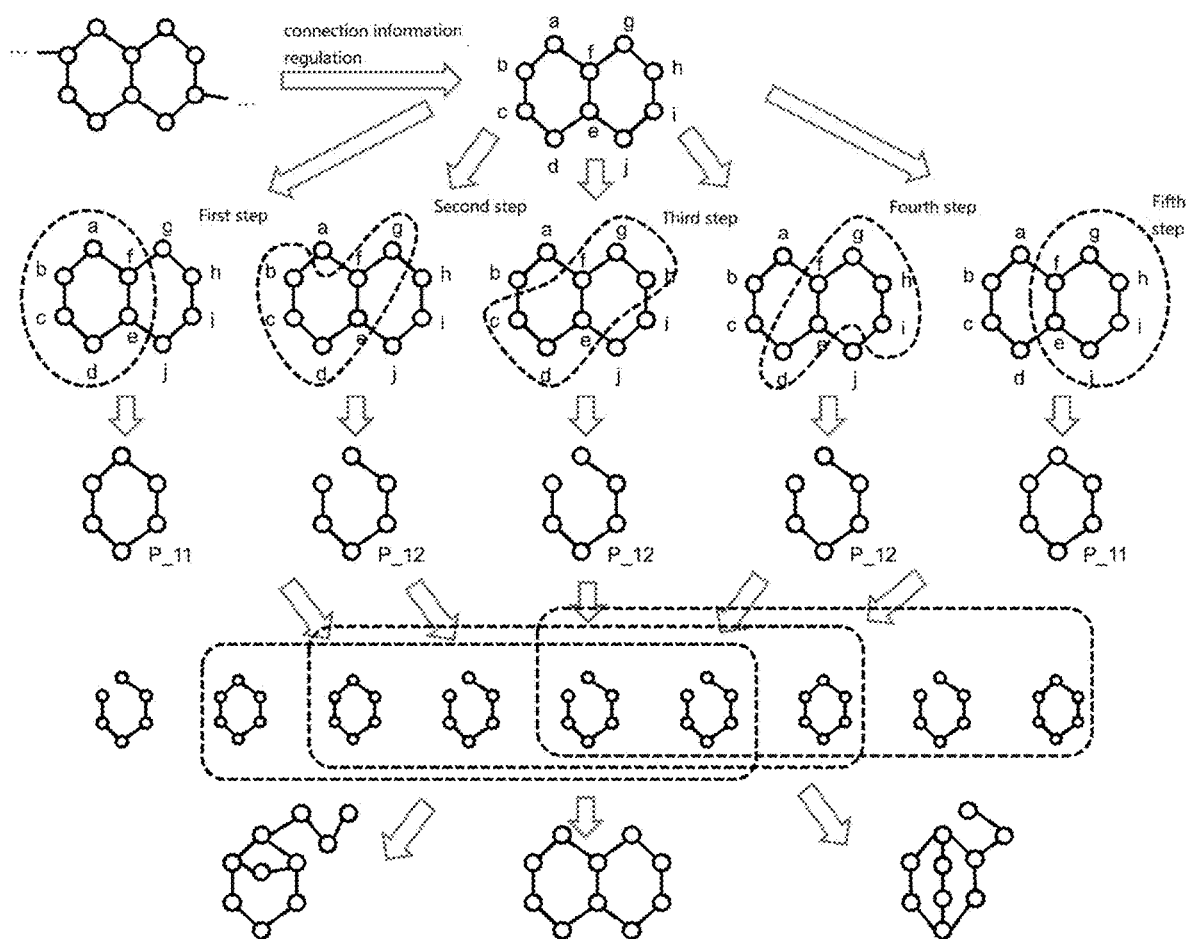 connection information
regulation
... ...
a g
b f h
c e i
d j
First step
Second step
Third step
Fourth step
Fifth
step
a g
b f h
c e i
d j
a g
b f h
c e i
d j
a g
b f h
c e i
d j
a g
b f h
c e i
d j
a g
b f h
c e i
d j
P_11
P_12
P_12
P_12
P_11